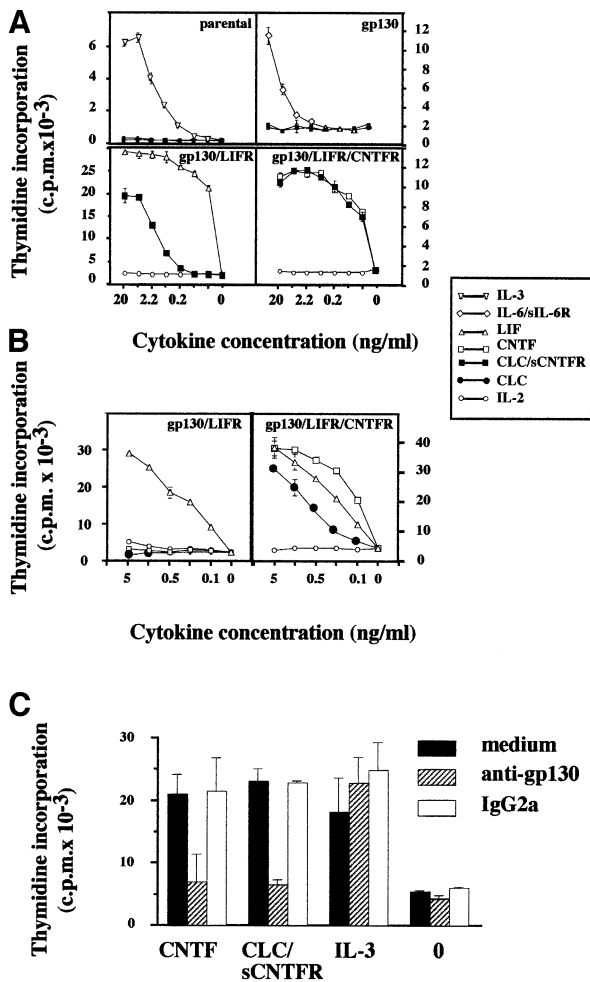 A
parental
gp130
6
4
2
0
12
10
8
6
4
2
0
gp130/LIFR
gp130/LIFR/CNTFR
25
20
15
10
5
0
12
10
8
6
4
2
0
20 2.2 0.2 0
20 2.2 0.2 0
Thymidine incorporation
(c.p.m.x10-3)
Cytokine concentration (ng/ml)
IL-3
IL-6/sIL-6R
LIF
CNTF
CLC/sCNTFR
CLC
IL-2
B
gp130/LIFR
gp130/LIFR/CNTFR
30
20
10
0
40
30
20
10
0
5 0.5 0.1 0
5 0.5 0.1 0
Thymidine incorporation
(c.p.m. x 10-3)
Cytokine concentration (ng/ml)
C
30
20
10
0
Thymidine incorporation
(c.p.m.x 10-3)
medium
anti-gp130
IgG2a
CNTF CLC/ IL-3 0
sCNTFR